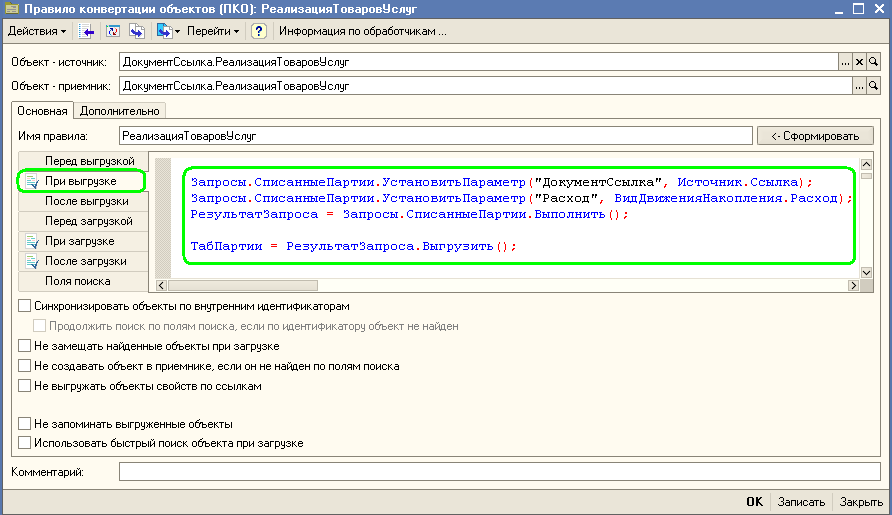 Правило конвертации объектов (ПКО): РеализацияТоваровУслуг
Действия Перейти ? Информация по обработчикам ...
Объект - источник: ДокументСсылка.РеализацияТоваровУслуг ... x
Объект - приемник: ДокументСсылка.РеализацияТоваровУслуг ...
Основная Дополнительно
Имя правила: РеализацияТоваровУслуг <- Сформировать
Перед выгрузкой
При выгрузке
После выгрузки
Перед загрузкой
При загрузке
После загрузки
Поля поиска
Запросы.СписанныеПартии.УстановитьПараметр("ДокументСсылка", Источник.Ссылка);
Запросы.СписанныеПартии.УстановитьПараметр("Расход", ВидДвиженияНакопления.Расход);
РезультатЗапроса = Запросы.СписанныеПартии.Выполнить();
ТабПартии = РезультатЗапроса.Выгрузить();
Синхронизировать объекты по внутренним идентификаторам
Продолжить поиск по полям поиска, если по идентификатору объект не найден
Не замещать найденные объекты при загрузке
Не создавать объект в приемнике, если он не найден по полям поиска
Не выгружать объекты свойств по ссылкам
Не запоминать выгруженные объекты
Использовать быстрый поиск объекта при загрузке
Комментарий:
OK Записать Закрыть